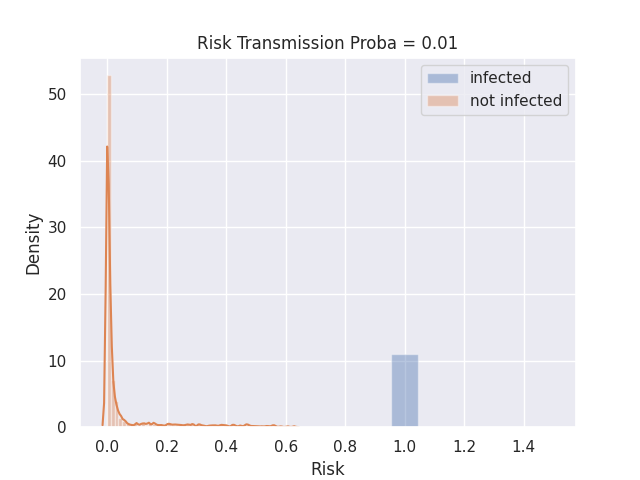 Risk Transmission Proba = 0.01
infected
not infected
50
40
30
20
10
0
Density
0.0 0.2 0.4 0.6 0.8 1.0 1.2 1.4
Risk